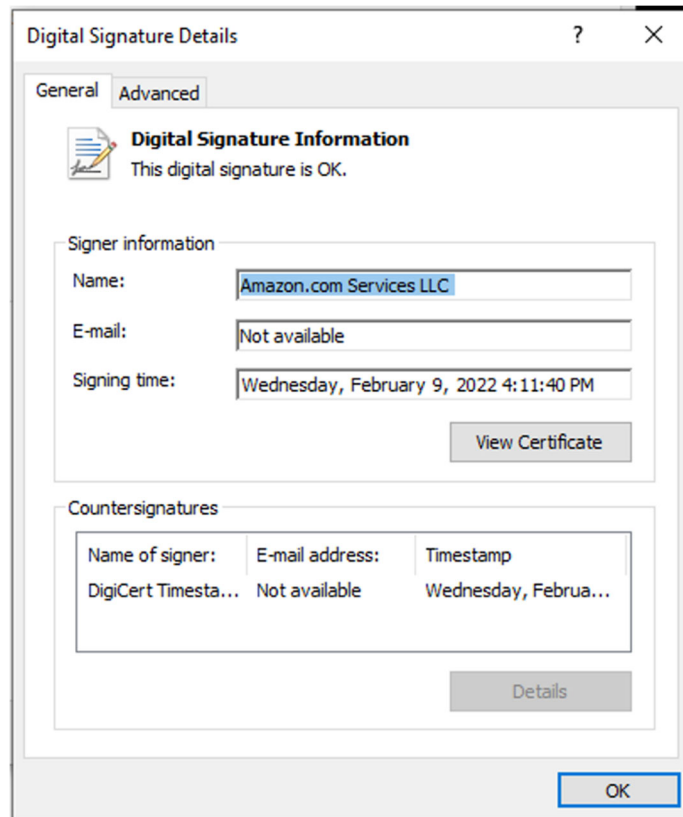 Digital Signature Details ? ✕
General Advanced
Digital Signature Information
This digital signature is OK.
Signer information
Name: Amazon.com Services LLC
E-mail: Not available
Signing time: Wednesday, February 9, 2022 4:11:40 PM
View Certificate
Countersignatures
Name of signer: E-mail address: Timestamp
DigiCert Timesta... Not available Wednesday, Februa...
Details
OK